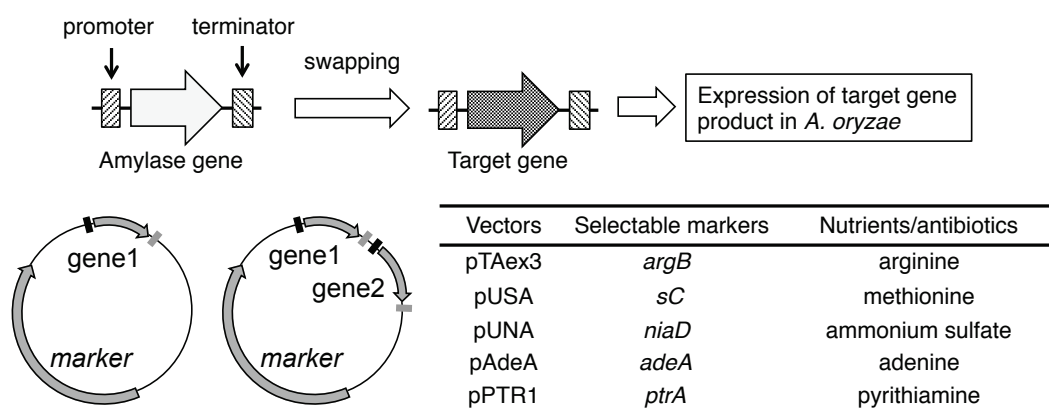 promoter terminator
swapping
Expression of target gene
product in A. oryzae
Amylase gene
Target gene
gene1
marker
gene1
gene2
marker
Vectors Selectable markers Nutrients/antibiotics
pTAex3 argB arginine
pUSA sC methionine
pUNA niaD ammonium sulfate
pAdeA adeA adenine
pPTR1 ptrA pyrithiamine